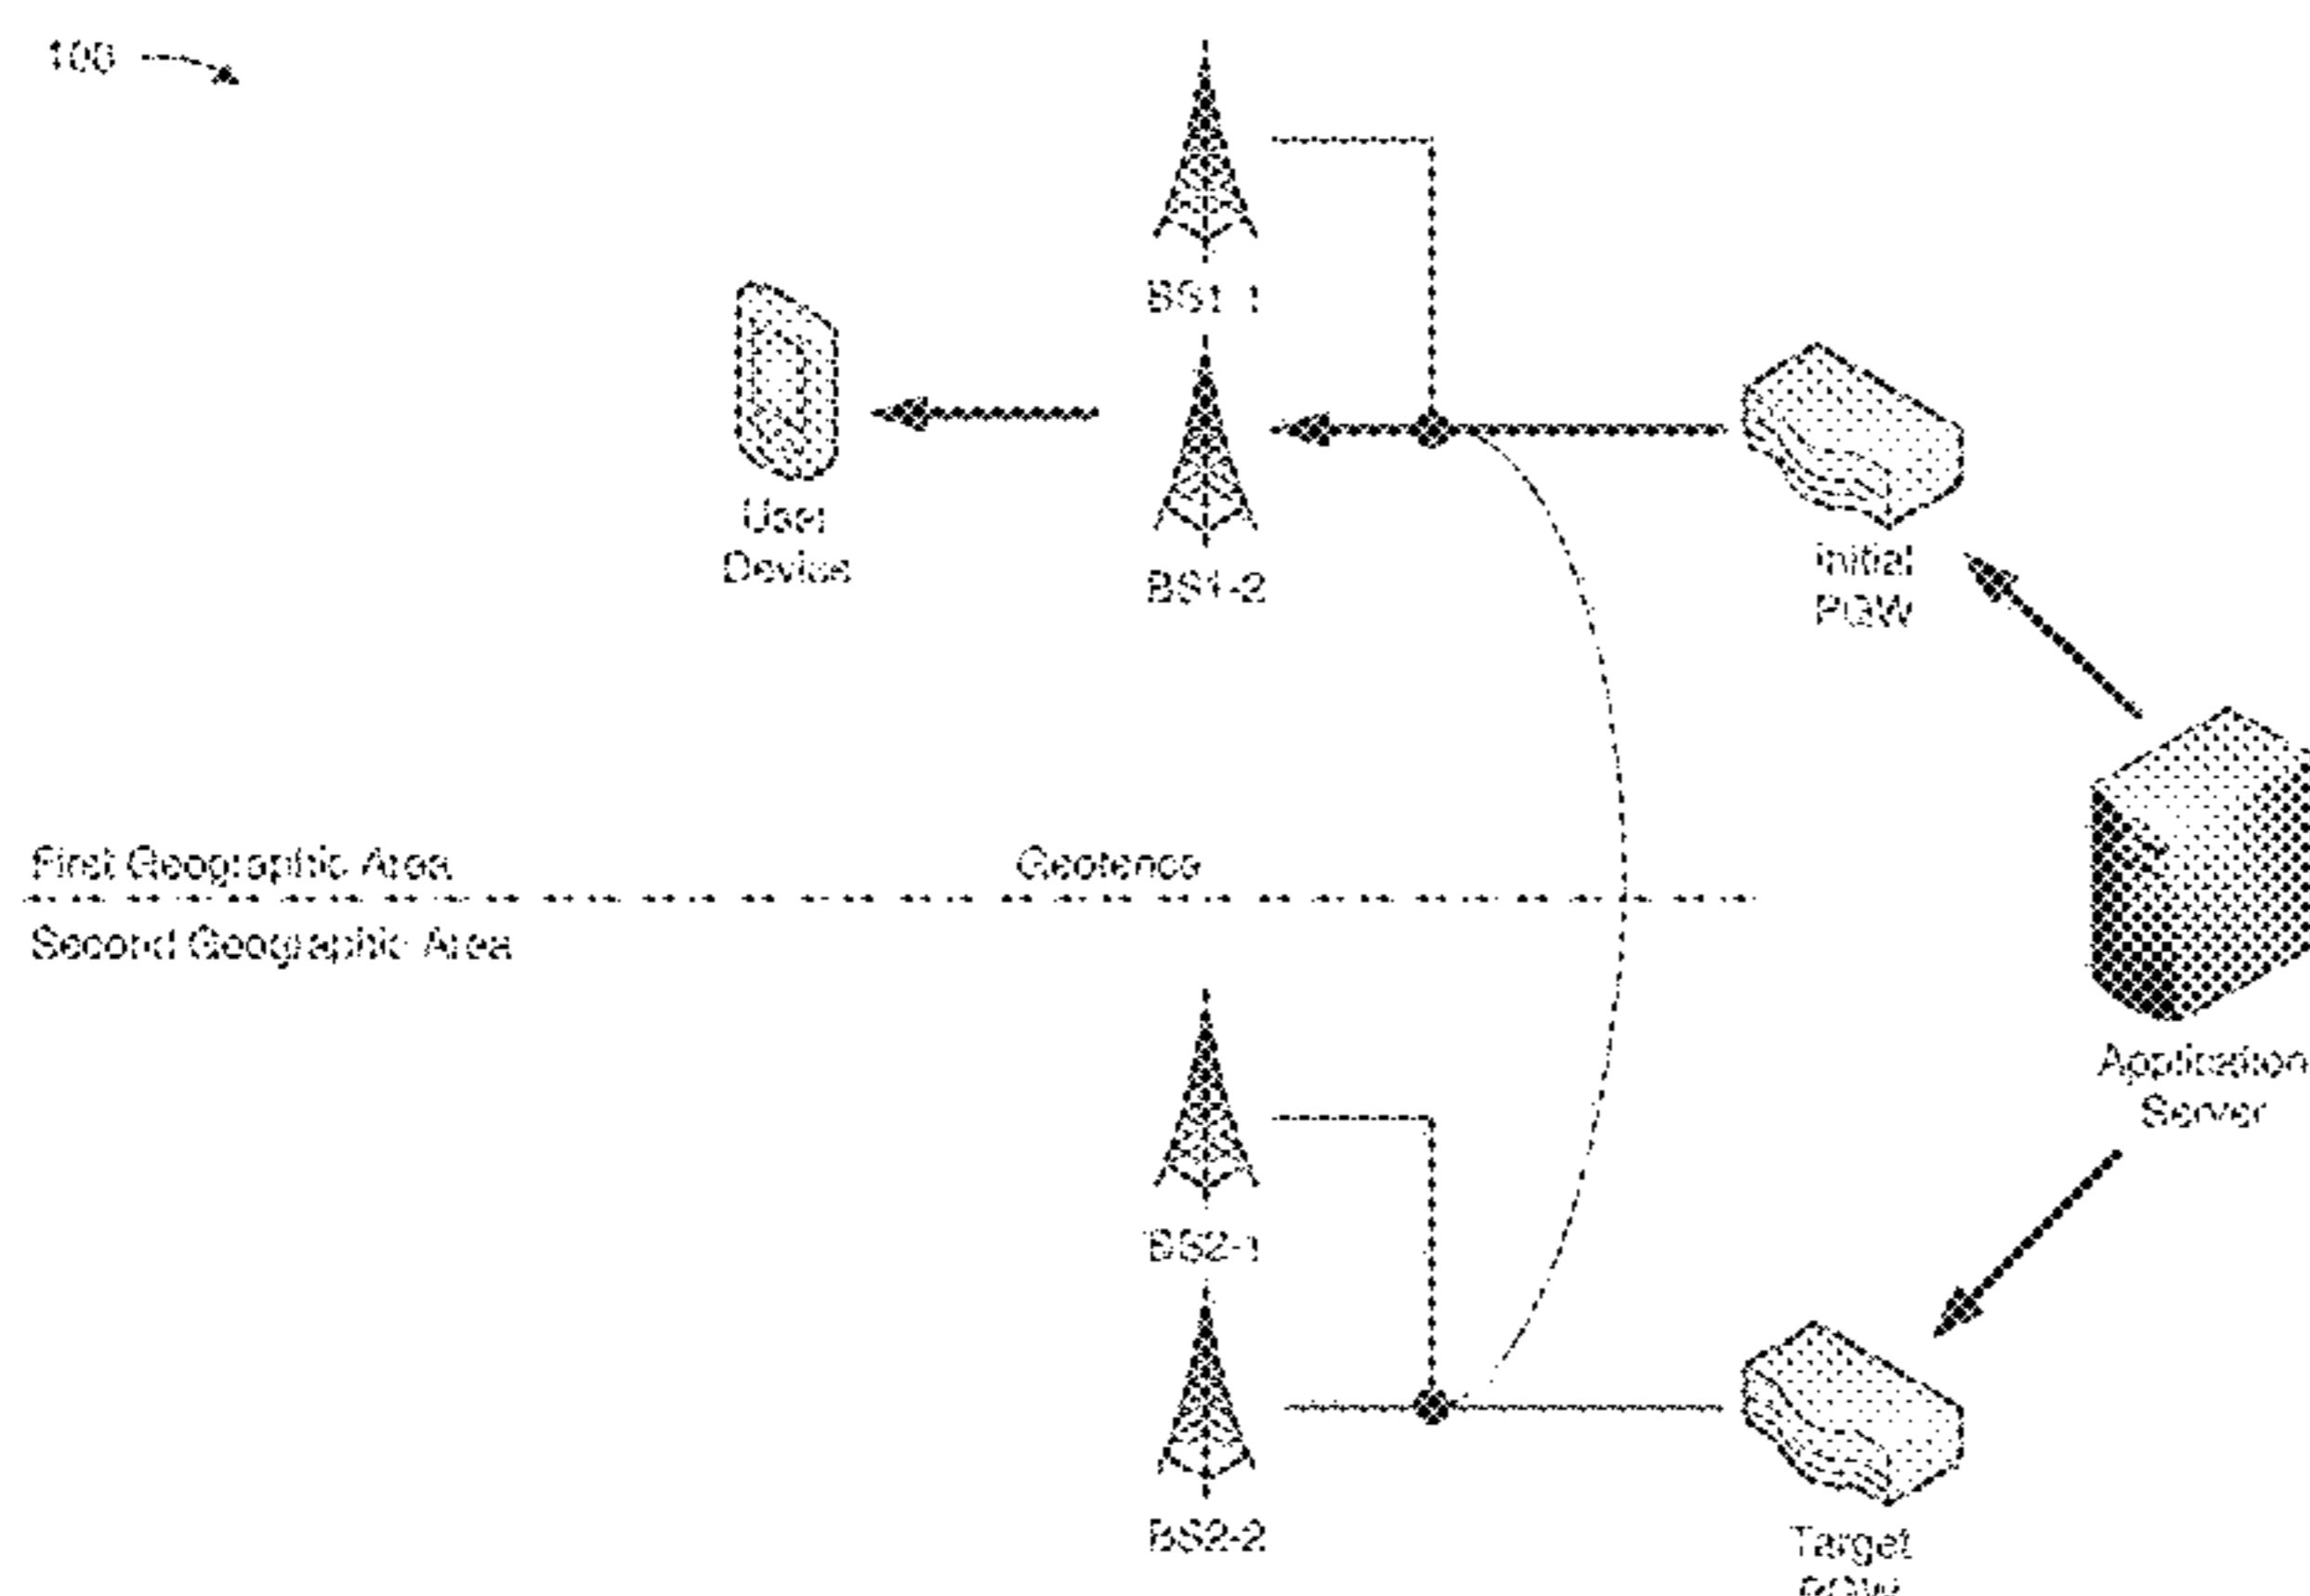 100
BS1-1
User
Device
BS1-2
Initial
PGW
First Geographic Area
Geofence
Second Geographic Area
Application
Server
BS2-1
BS2-2
Target
PGW